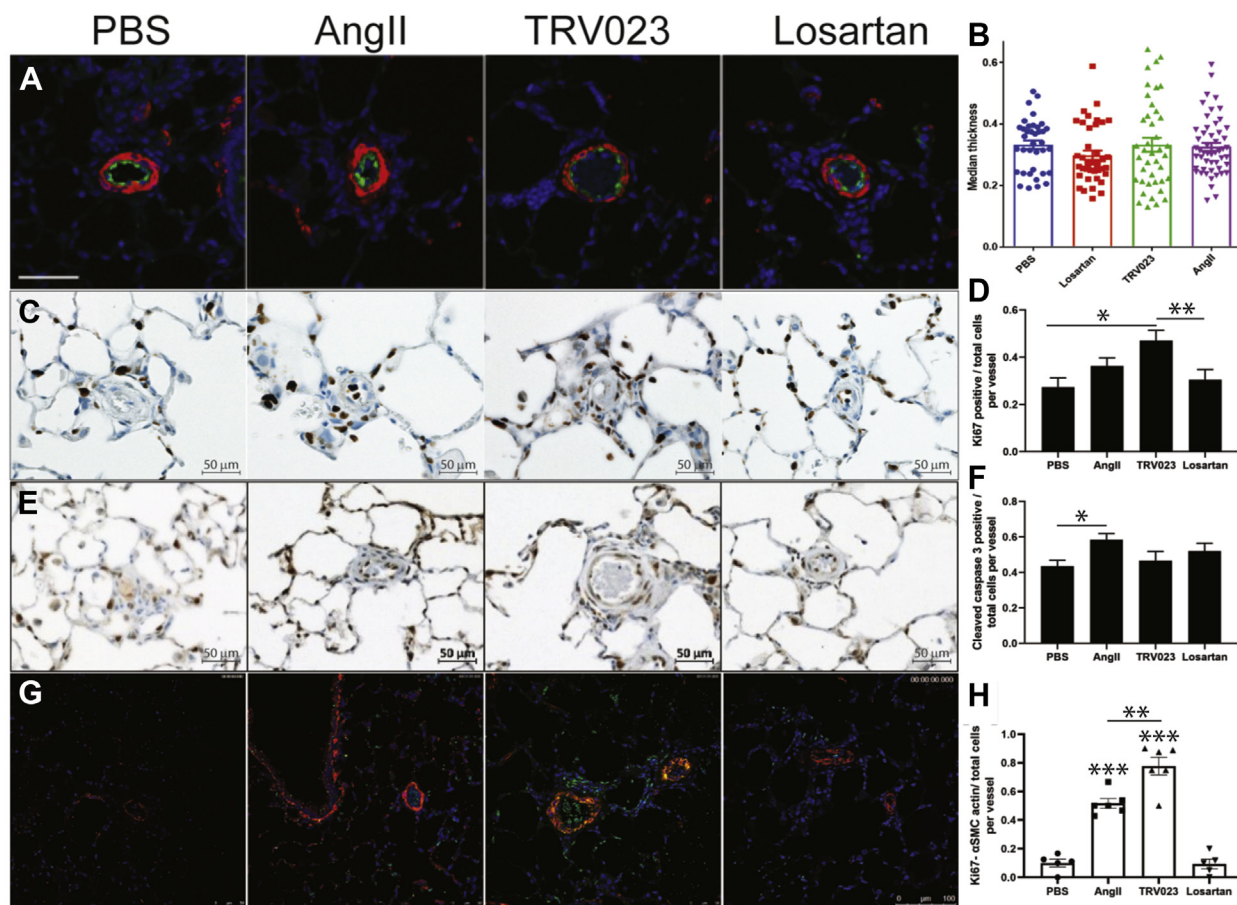 PBS AngII TRV023 Losartan
A
B
Median thickness
0.6
0.4
0.2
0.0
PBS
Losartan
TRV023
AngII
C
50 µm
50 µm
50 µm
50 µm
D
Ki67 positive / total cells
per vessel
0.6
0.4
0.2
0.0
* **
PBS AngII TRV023 Losartan
E
50 µm
50 µm
50 µm
50 µm
F
Cleaved caspase 3 positive /
total cells per vessel
0.8
0.6
0.4
0.2
0.0
*
PBS AngII TRV023 Losartan
G
00:00:00.000
0 µm 100
H
Ki67- αSMC actin/ total cells
per vessel
1.0
0.8
0.6
0.4
0.2
0.0
**
*** ***
PBS AngII TRV023 Losartan